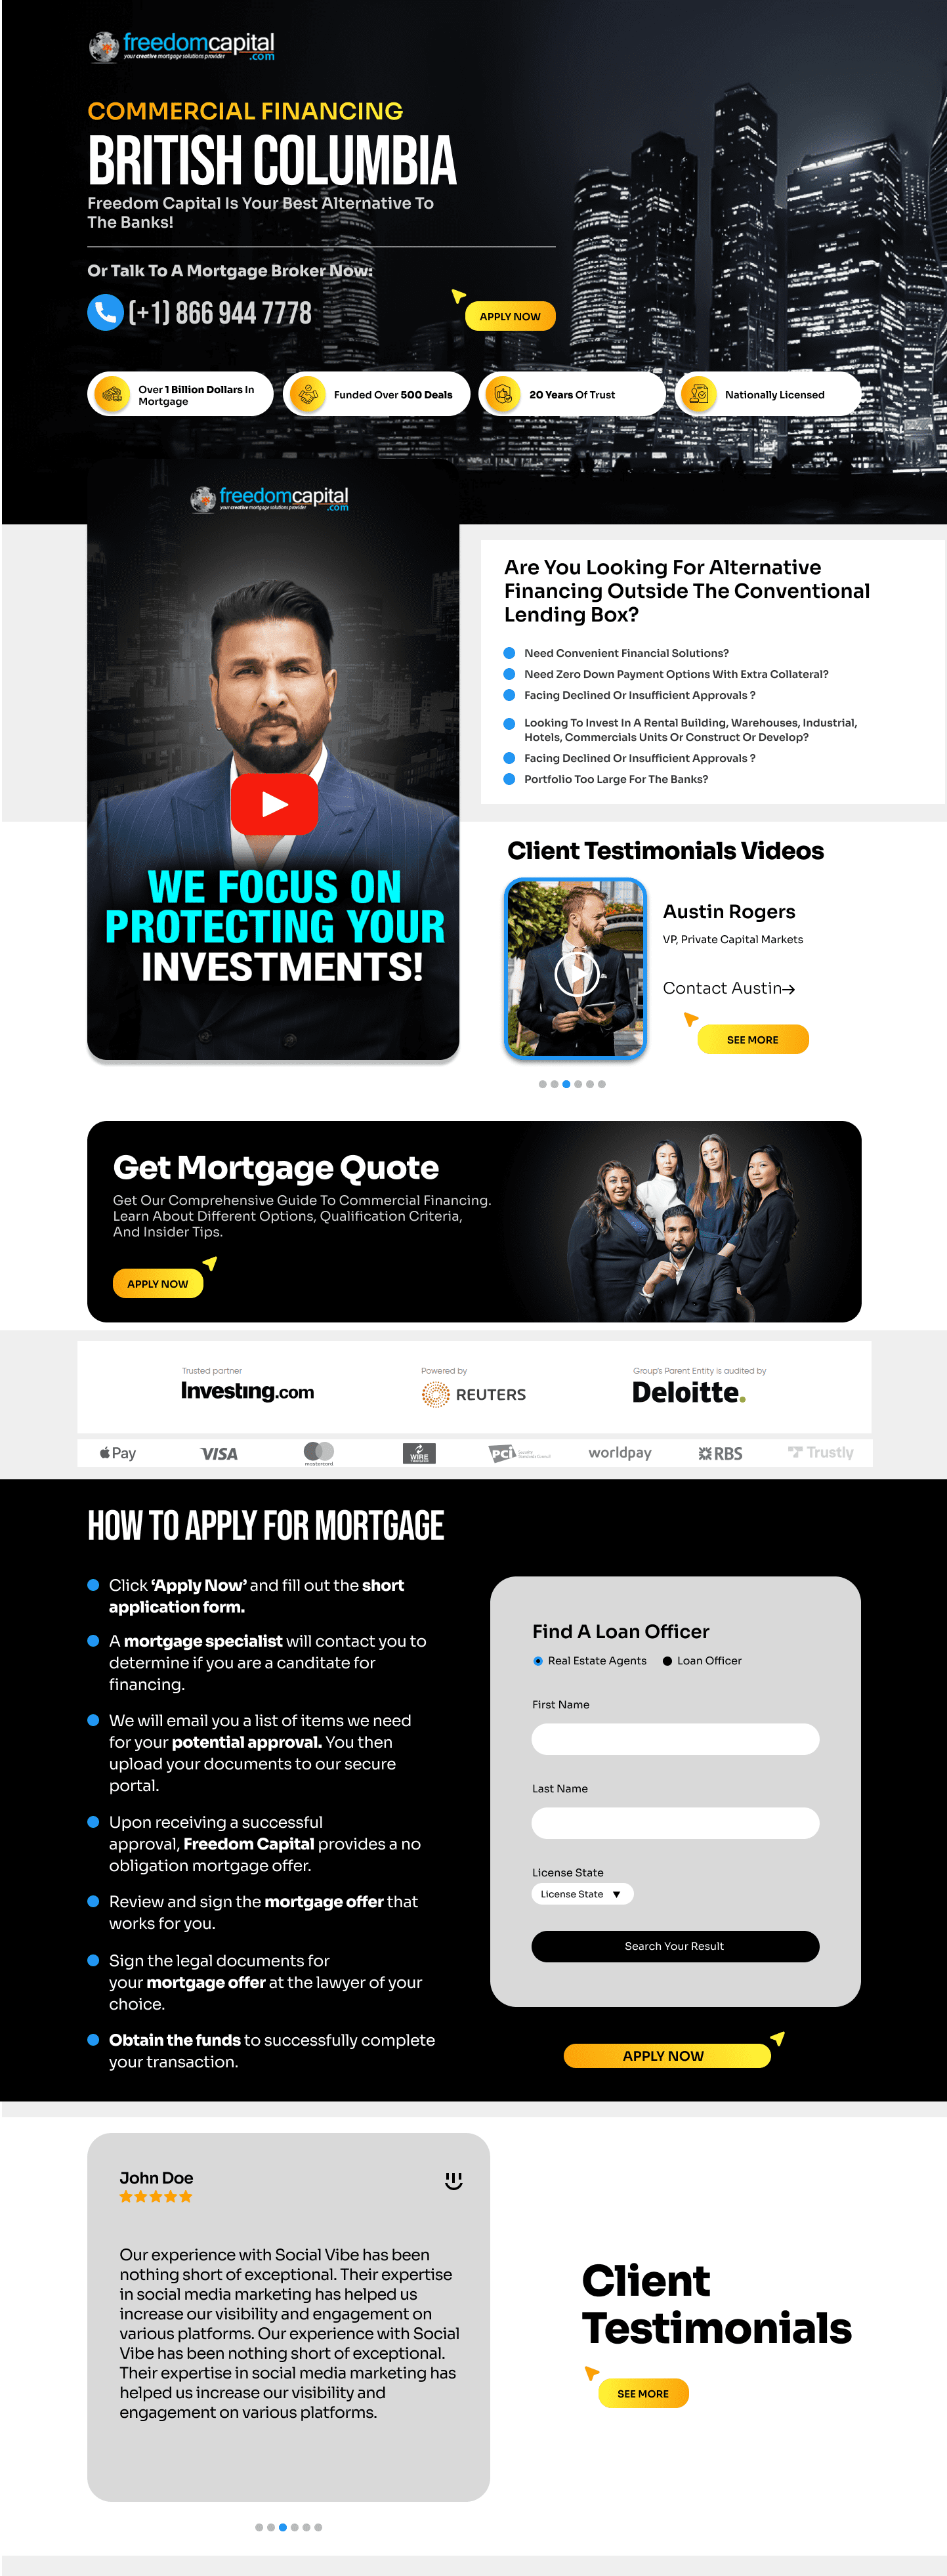 freedomcapital
your creative mortgage solutions provider
.com
COMMERCIAL FINANCING
BRITISH COLUMBIA
Freedom Capital Is Your Best Alternative To
The Banks!
Or Talk To A Mortgage Broker Now:
(+1) 866 944 7778
APPLY NOW
Over 1 Billion Dollars In
Mortgage
Funded Over 500 Deals
20 Years Of Trust
Nationally Licensed
freedomcapital
your creative mortgage solutions provider
.com
WE FOCUS ON
PROTECTING YOUR
INVESTMENTS!
Are You Looking For Alternative
Financing Outside The Conventional
Lending Box?
Need Convenient Financial Solutions?
Need Zero Down Payment Options With Extra Collateral?
Facing Declined Or Insufficient Approvals ?
Looking To Invest In A Rental Building, Warehouses, Industrial,
Hotels, Commercials Units Or Construct Or Develop?
Facing Declined Or Insufficient Approvals ?
Portfolio Too Large For The Banks?
Client Testimonials Videos
Austin Rogers
VP, Private Capital Markets
Contact Austin→
SEE MORE
Get Mortgage Quote
Get Our Comprehensive Guide To Commercial Financing.
Learn About Different Options, Qualification Criteria,
And Insider Tips.
APPLY NOW
Trusted partner
Investing.com
Powered by
REUTERS
Group's Parent Entity is audited by
Deloitte.
Pay
VISA
mastercard
WIRE
PCI
worldpay
RBS
Trustly
HOW TO APPLY FOR MORTGAGE
Click ‘Apply Now’ and fill out the short
application form.
A mortgage specialist will contact you to
determine if you are a canditate for
financing.
We will email you a list of items we need
for your potential approval. You then
upload your documents to our secure
portal.
Upon receiving a successful
approval, Freedom Capital provides a no
obligation mortgage offer.
Review and sign the mortgage offer that
works for you.
Sign the legal documents for
your mortgage offer at the lawyer of your
choice.
Obtain the funds to successfully complete
your transaction.
Find A Loan Officer
Real Estate Agents
Loan Officer
First Name
Last Name
License State
License State ▼
Search Your Result
APPLY NOW
John Doe
Our experience with Social Vibe has been
nothing short of exceptional. Their expertise
in social media marketing has helped us
increase our visibility and engagement on
various platforms. Our experience with Social
Vibe has been nothing short of exceptional.
Their expertise in social media marketing has
helped us increase our visibility and
engagement on various platforms.
Client
Testimonials
SEE MORE